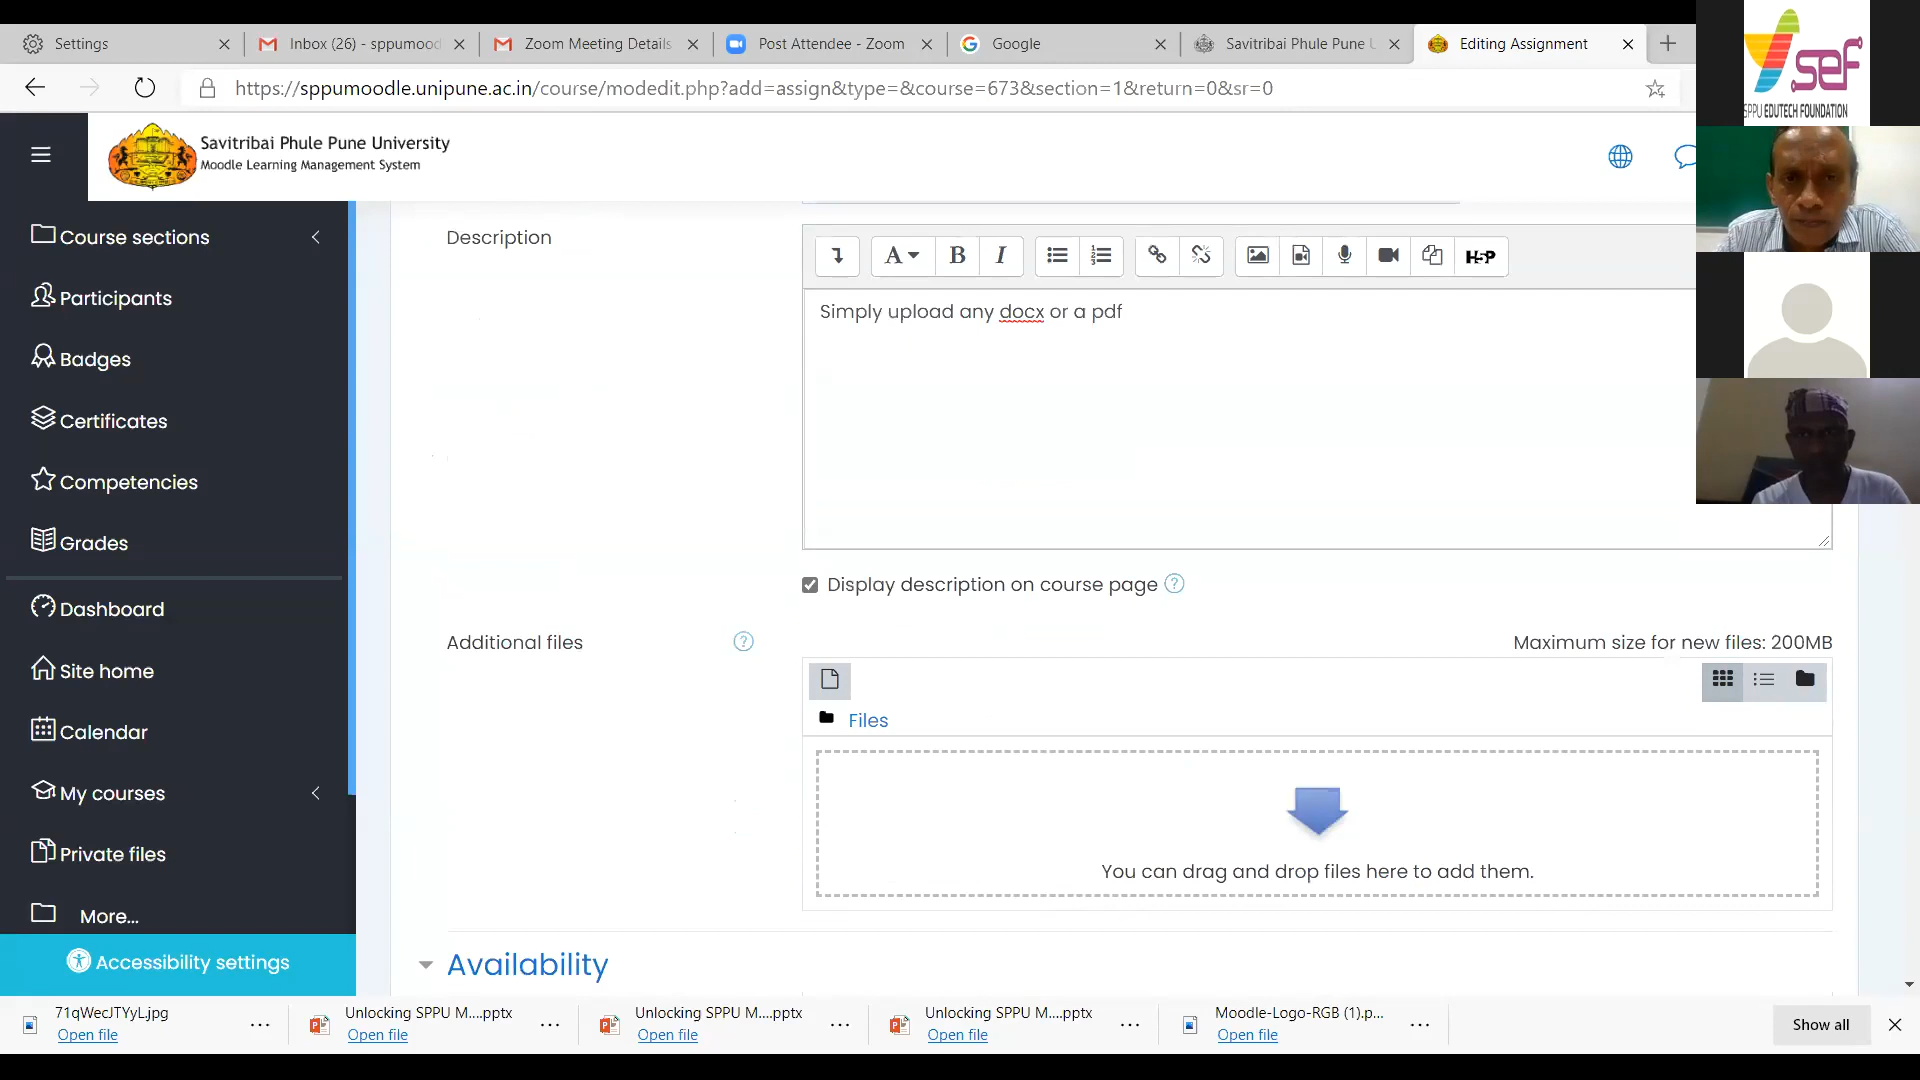 Settings
Inbox (26) - sppumood
Zoom Meeting Details
Post Attendee - Zoom
Google
Savitribai Phule Pune U
Editing Assignment
https://sppumoodle.unipune.ac.in/course/modedit.php?add=assign&type=&course=673&section=1&return=0&sr=0
sef
SPPU EDUTECH FOUNDATION
Savitribai Phule Pune University
Moodle Learning Management System
Course sections
Participants
Badges
Certificates
Competencies
Grades
Dashboard
Site home
Calendar
My courses
Private files
More...
Accessibility settings
Description
A B I
H5P
Simply upload any docx or a pdf
Display description on course page
Additional files
Maximum size for new files: 200MB
Files
You can drag and drop files here to add them.
Availability
71qWecJTYyL.jpg
Open file
Unlocking SPPU M....pptx
Open file
Unlocking SPPU M....pptx
Open file
Unlocking SPPU M....pptx
Open file
Moodle-Logo-RGB (1).p...
Open file
Show all